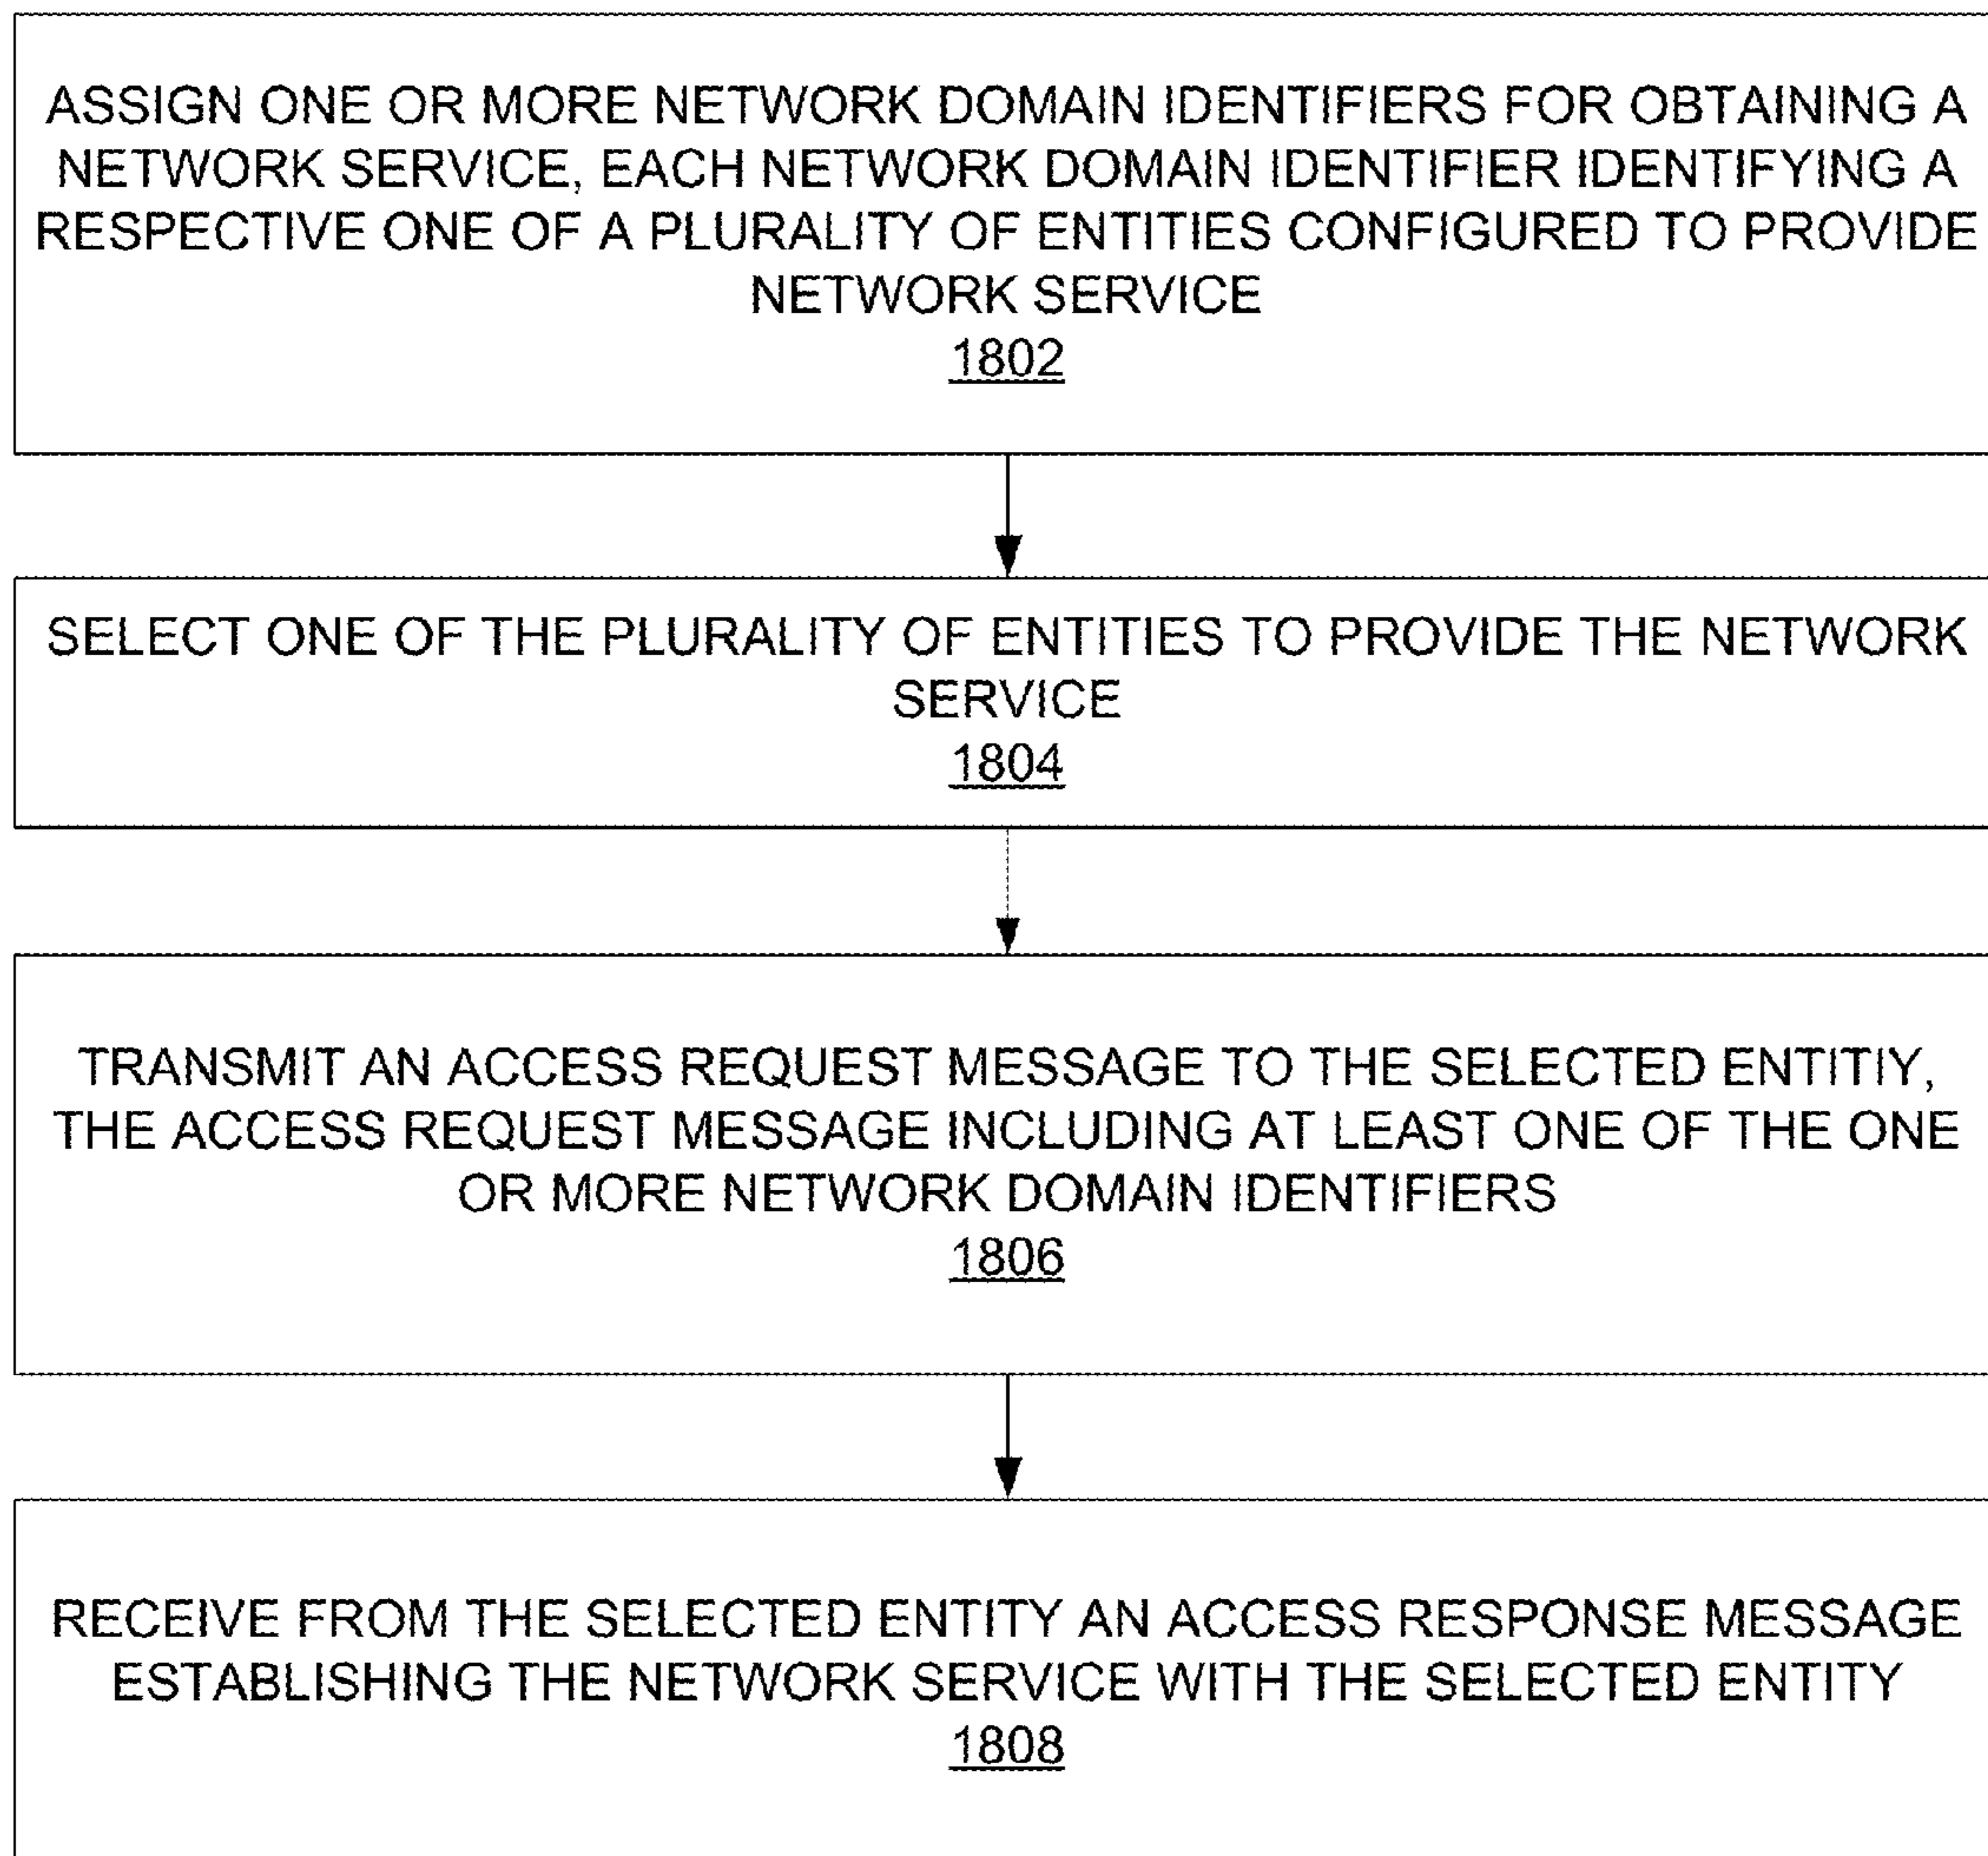 ASSIGN ONE OR MORE NETWORK DOMAIN IDENTIFIERS FOR OBTAINING A
NETWORK SERVICE, EACH NETWORK DOMAIN IDENTIFIER IDENTIFYING A
RESPECTIVE ONE OF A PLURALITY OF ENTITIES CONFIGURED TO PROVIDE
NETWORK SERVICE
1802
SELECT ONE OF THE PLURALITY OF ENTITIES TO PROVIDE THE NETWORK
SERVICE
1804
TRANSMIT AN ACCESS REQUEST MESSAGE TO THE SELECTED ENTITIY,
THE ACCESS REQUEST MESSAGE INCLUDING AT LEAST ONE OF THE ONE
OR MORE NETWORK DOMAIN IDENTIFIERS
1806
RECEIVE FROM THE SELECTED ENTITY AN ACCESS RESPONSE MESSAGE
ESTABLISHING THE NETWORK SERVICE WITH THE SELECTED ENTITY
1808